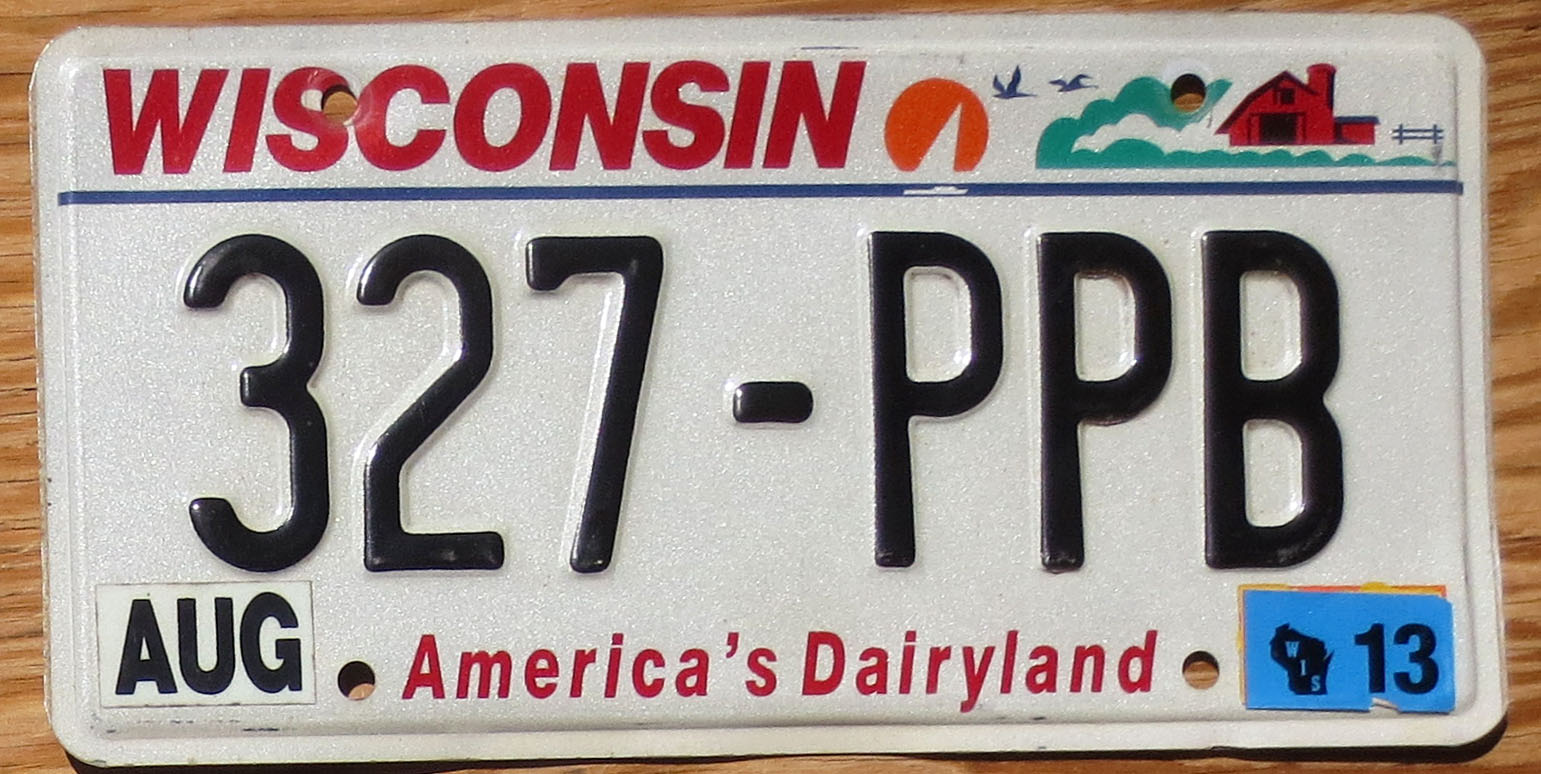 WISCONSIN
327-PPB
AUG America's Dairyland WIS 13